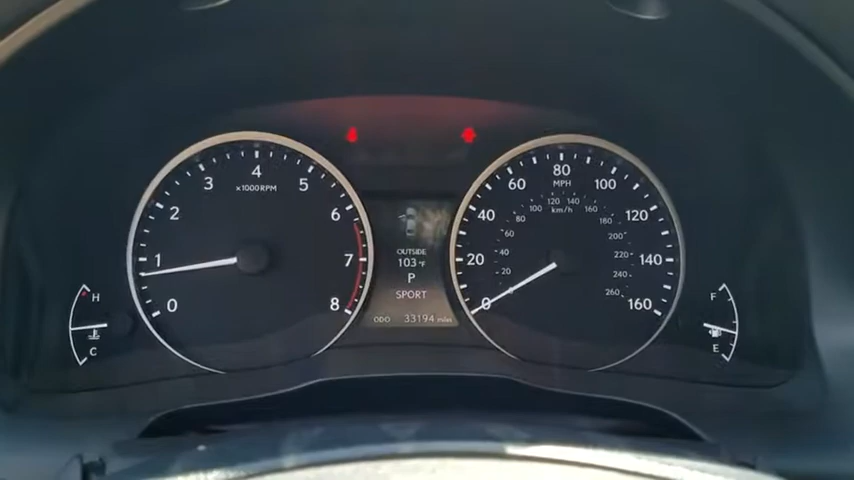 0 1 2 3 4 5 6 7 8
x1000RPM
H
C
OUTSIDE
103 °F
P
SPORT
ODO 33194 miles
0 20 40 60 80 100 120 140 160
MPH
km/h
20 40 60 80 100 120 140 160 180 200 220 240 260
F
E